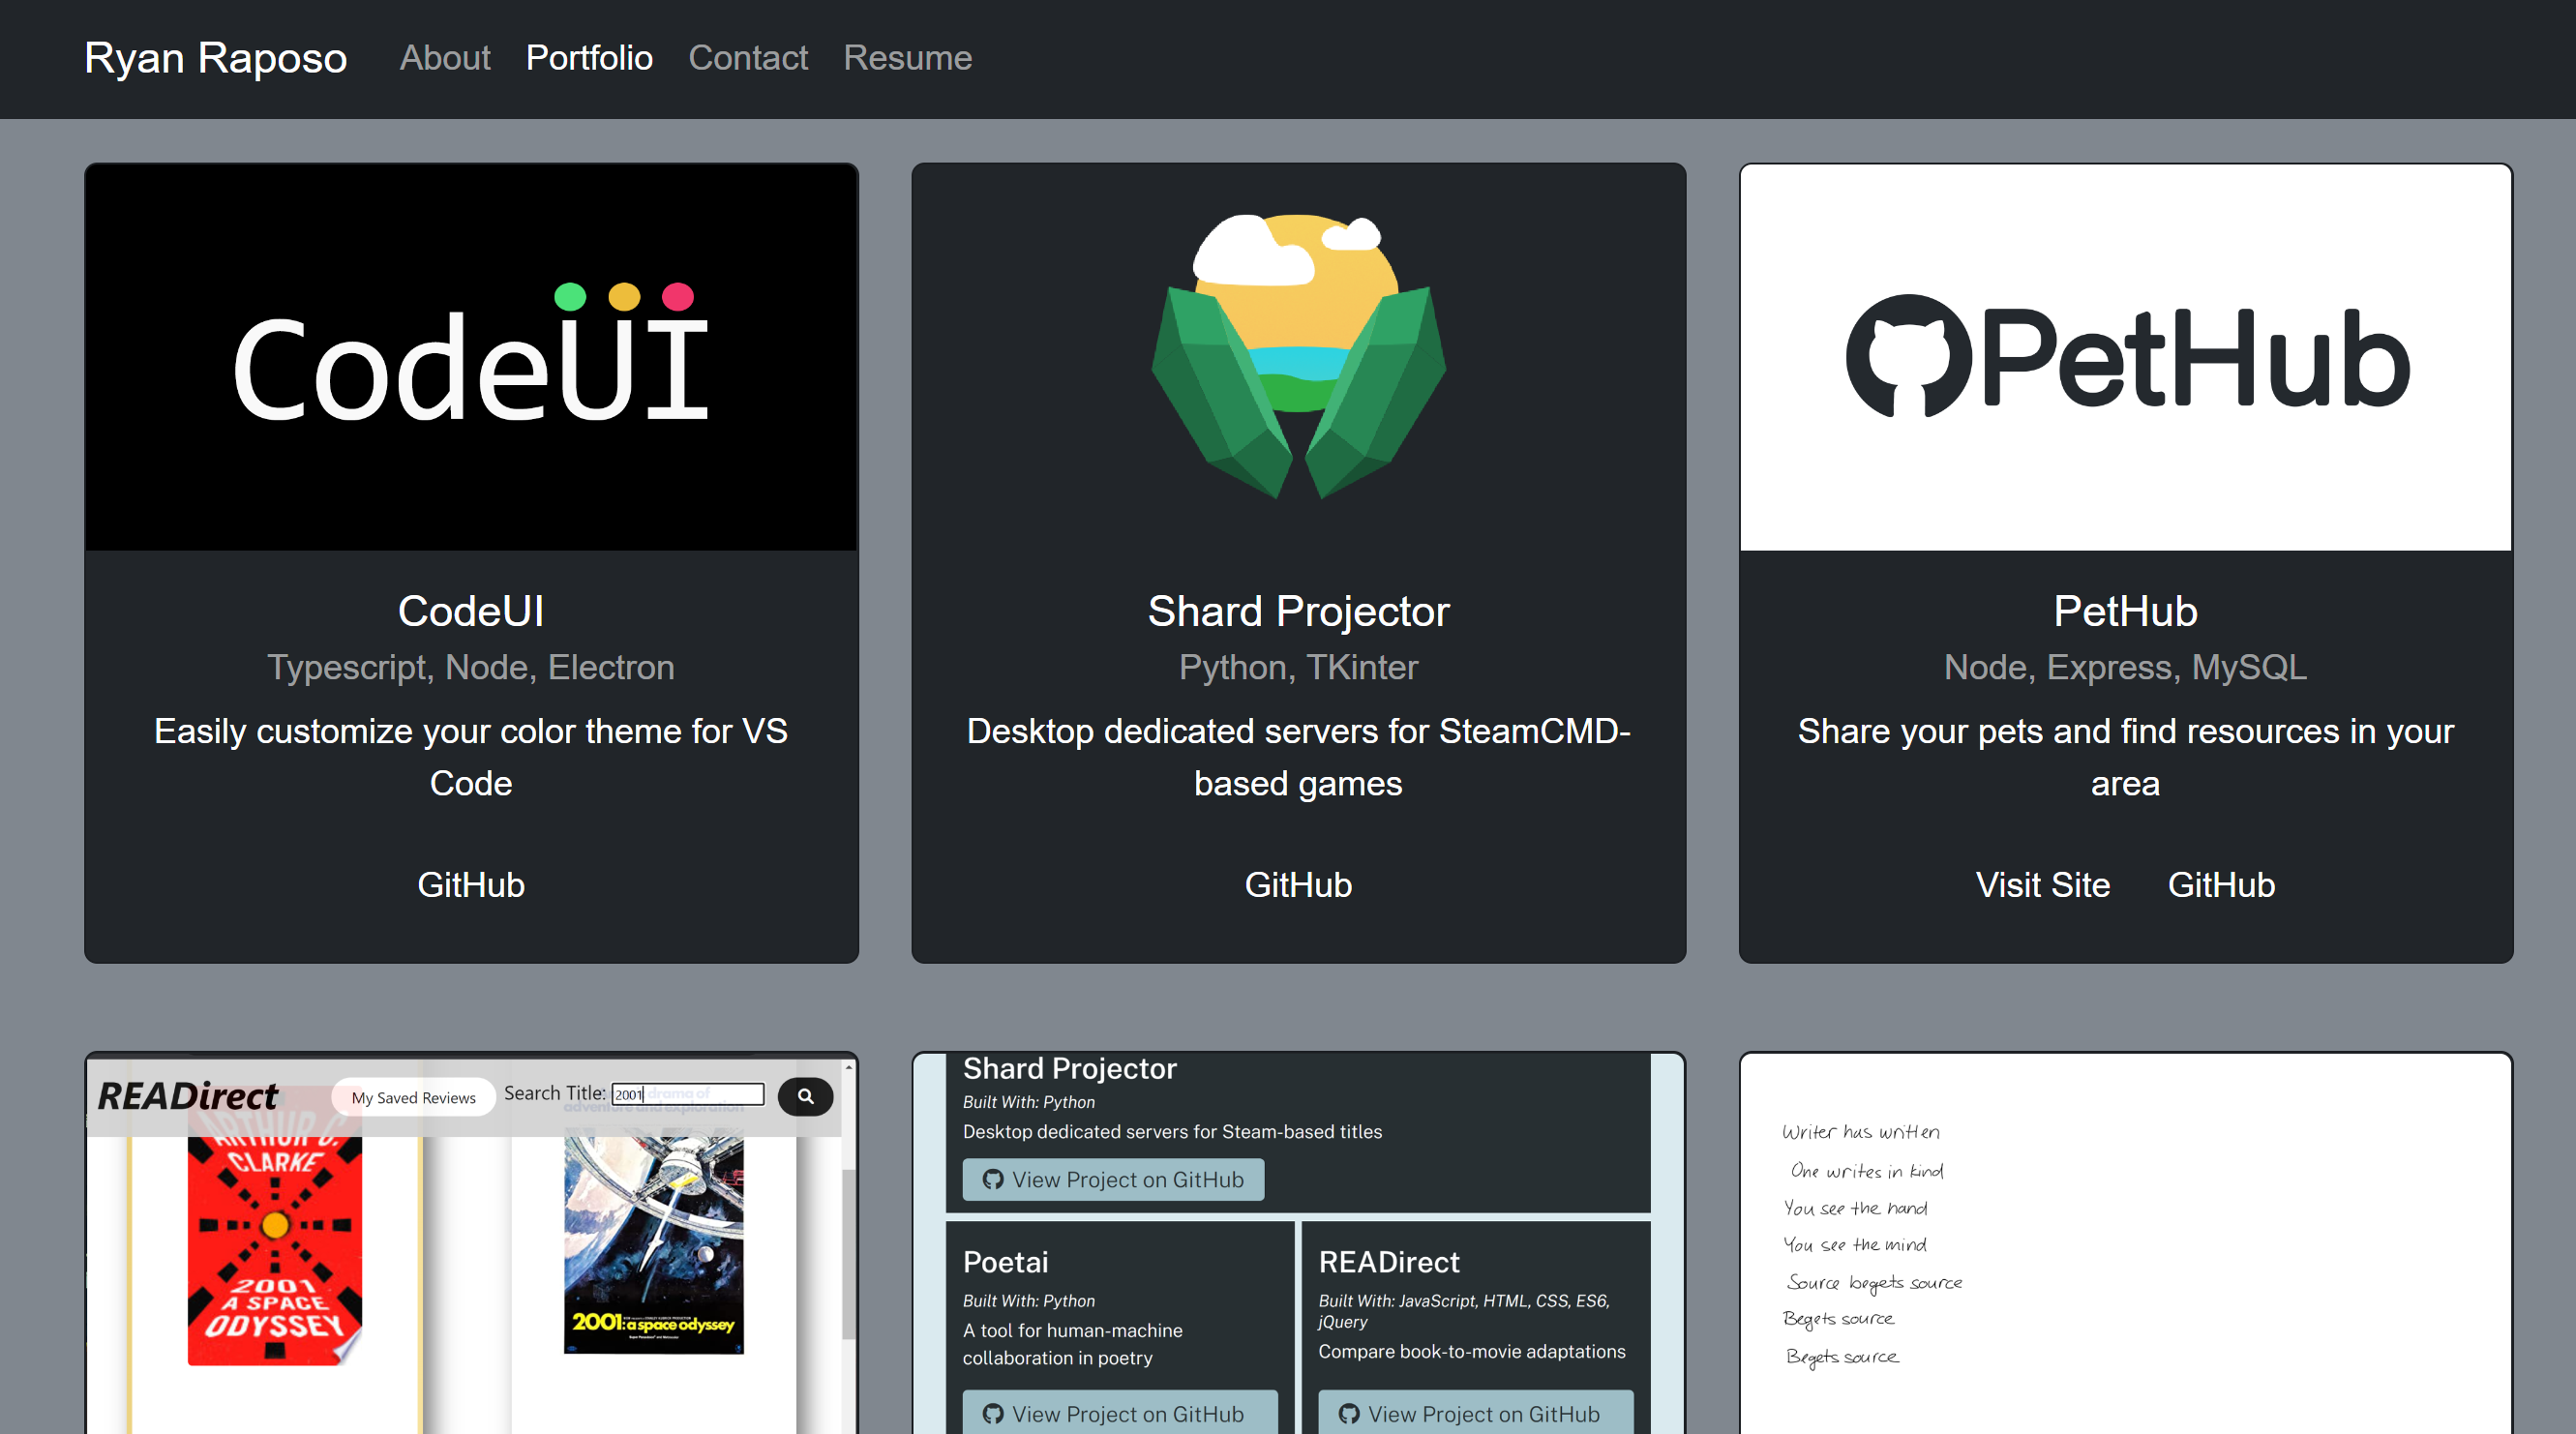 Ryan Raposo
About
Portfolio
Contact
Resume
CodeUI
CodeUI
Typescript, Node, Electron
Easily customize your color theme for VS
Code
GitHub
Shard Projector
Python, TKinter
Desktop dedicated servers for SteamCMD-
based games
GitHub
PetHub
PetHub
Node, Express, MySQL
Share your pets and find resources in your
area
Visit Site
GitHub
READirect
My Saved Reviews
Search Title:
2001
drama of
adventure and exploration
ARTHUR C.
CLARKE
2001
A SPACE
ODYSSEY
2001: a space odyssey
Shard Projector
Built With: Python
Desktop dedicated servers for Steam-based titles
View Project on GitHub
Poetai
Built With: Python
A tool for human-machine
collaboration in poetry
View Project on GitHub
READirect
Built With: JavaScript, HTML, CSS, ES6,
jQuery
Compare book-to-movie adaptations
View Project on GitHub
Writer has written
One writes in kind
You see the hand
You see the mind
Source begets source
Begets source
Begets source